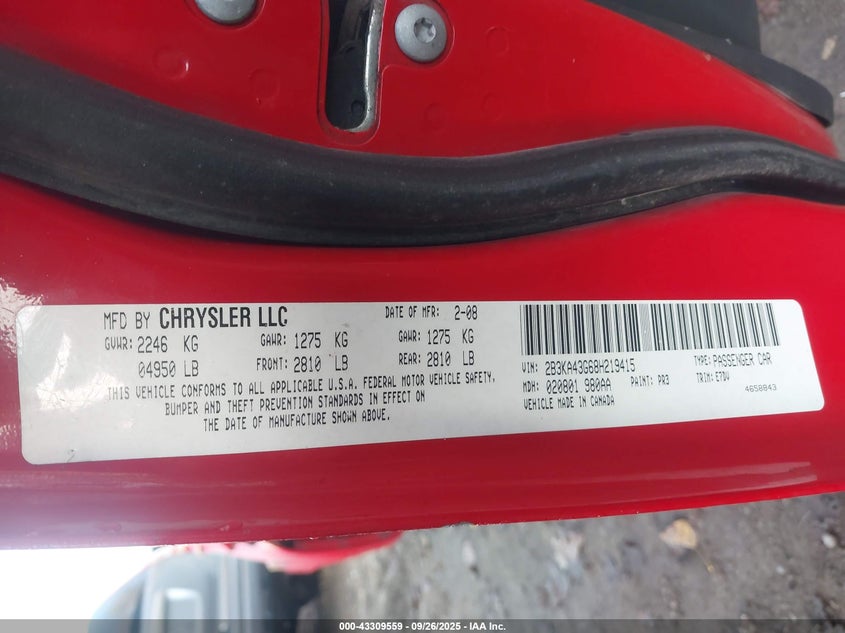 MFD BY CHRYSLER LLC DATE OF MFR: 2-08
GVWR: 2246 KG GAWR: 1275 KG GAWR: 1275 KG
04950 LB FRONT: 2810 LB REAR: 2810 LB
THIS VEHICLE CONFORMS TO ALL APPLICABLE U.S.A. FEDERAL MOTOR VEHICLE SAFETY,
BUMPER AND THEFT PREVENTION STANDARDS IN EFFECT ON
THE DATE OF MANUFACTURE SHOWN ABOVE.
VIN: 2B3KA43G68H219415 TYPE: PASSENGER CAR
MDH: 020801 980AA PAINT: PR3 TRIM: E7DV
VEHICLE MADE IN CANADA 4658843
000-43309559 — 09/26/2025 — IAA Inc.